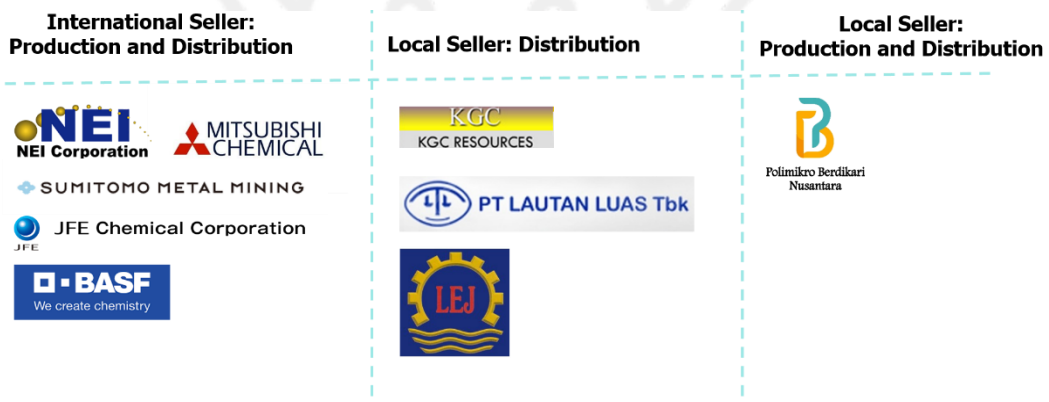 International Seller:
Production and Distribution
NEI
NEI Corporation
MITSUBISHI
CHEMICAL
SUMITOMO METAL MINING
JFE
JFE Chemical Corporation
BASF
We create chemistry
Local Seller: Distribution
KGC
KGC RESOURCES
LTL
PT LAUTAN LUAS Tbk
LEJ
Local Seller:
Production and Distribution
Polimikro Berdikari
Nusantara